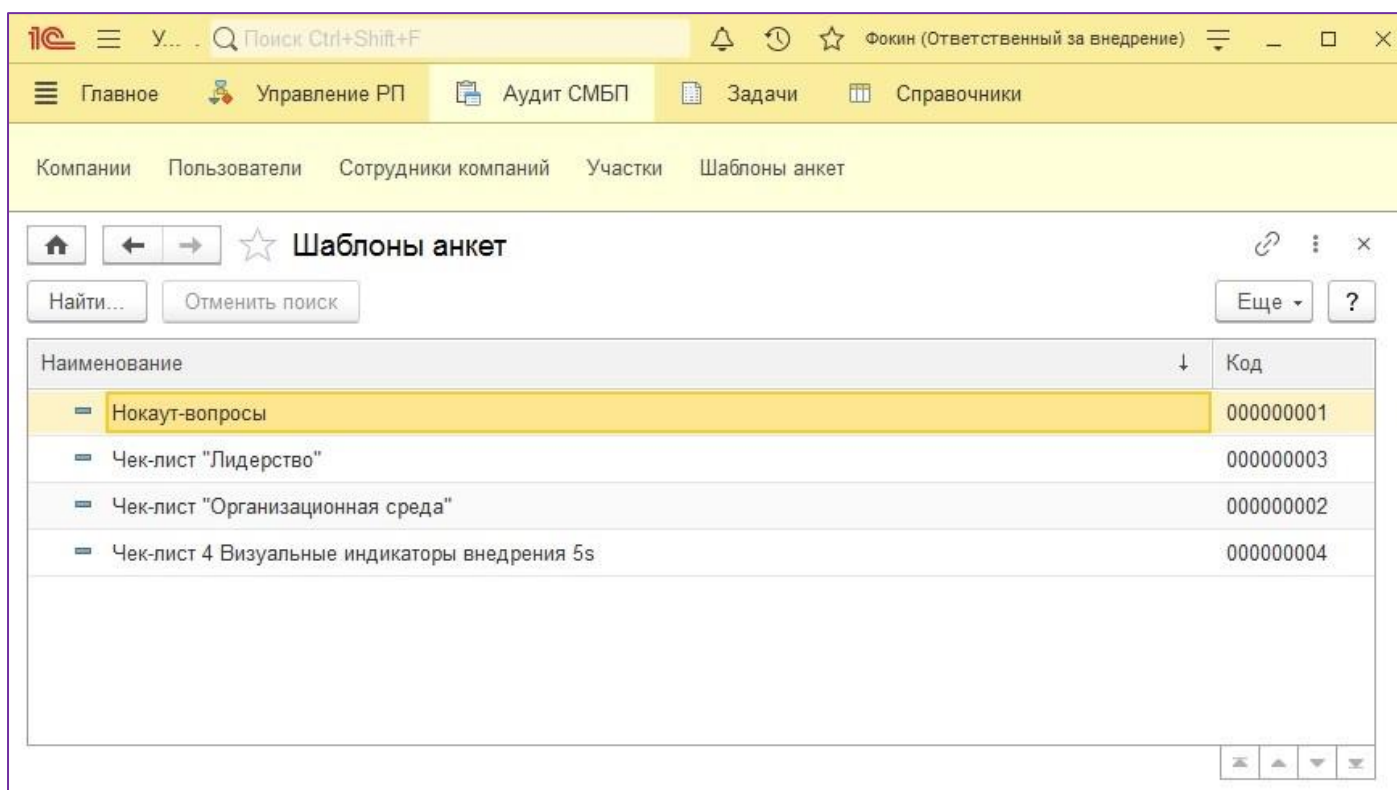 1С У... . Поиск Ctrl+Shift+F Фокин (Ответственный за внедрение)
Главное Управление РП Аудит СМБП Задачи Справочники
Компании Пользователи Сотрудники компаний Участки Шаблоны анкет
Шаблоны анкет
Найти... Отменить поиск Еще ?
Наименование Код
Нокаут-вопросы 000000001
Чек-лист "Лидерство" 000000003
Чек-лист "Организационная среда" 000000002
Чек-лист 4 Визуальные индикаторы внедрения 5s 000000004